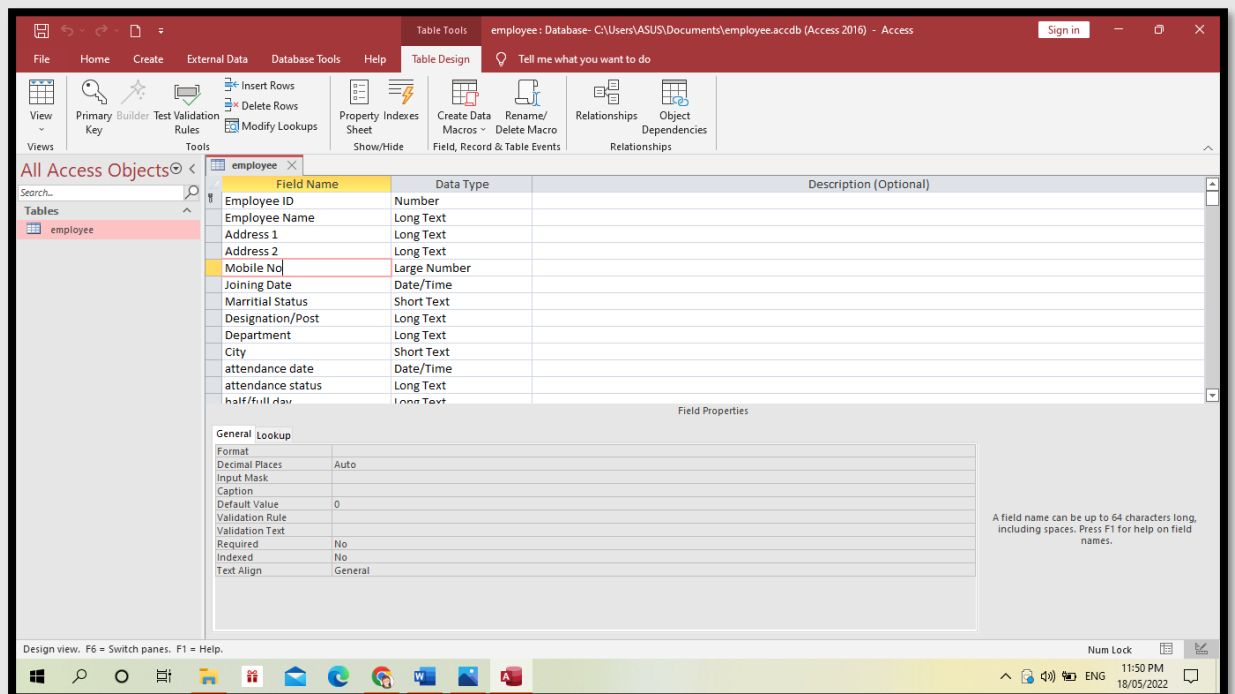 Table Tools
employee : Database- C:\Users\ASUS\Documents\employee.accdb (Access 2016) - Access
Sign in
File Home Create External Data Database Tools Help Table Design Tell me what you want to do
View
Primary Key
Builder
Test Validation Rules
Insert Rows
Delete Rows
Modify Lookups
Property Sheet
Indexes
Create Data Macros
Rename/ Delete Macro
Relationships
Object Dependencies
Views Tools Show/Hide Field, Record & Table Events Relationships
All Access Objects
Search...
Tables
employee
employee
Field Name Data Type Description (Optional)
Employee ID Number
Employee Name Long Text
Address 1 Long Text
Address 2 Long Text
Mobile No Large Number
Joining Date Date/Time
Marritial Status Short Text
Designation/Post Long Text
Department Long Text
City Short Text
attendance date Date/Time
attendance status Long Text
half/full day Long Text
Field Properties
General Lookup
Format
Decimal Places Auto
Input Mask
Caption
Default Value 0
Validation Rule
Validation Text
Required No
Indexed No
Text Align General
A field name can be up to 64 characters long,
including spaces. Press F1 for help on field
names.
Design view. F6 = Switch panes. F1 = Help.
Num Lock
ENG
11:50 PM
18/05/2022